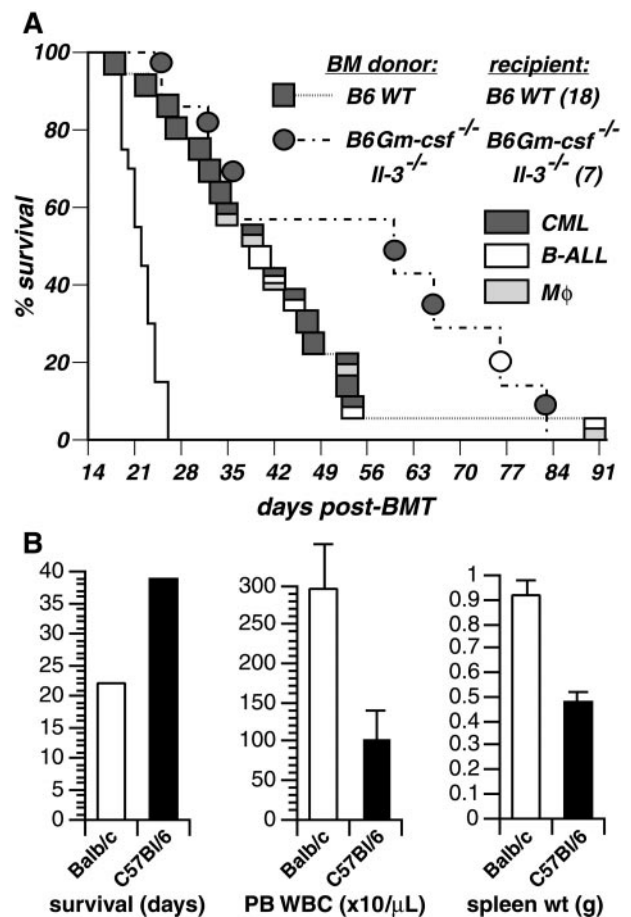 A
BM donor: recipient:
B6 WT B6 WT (18)
B6Gm-csf -/- B6Gm-csf -/-
Il-3 -/- Il-3 -/- (7)
CML
B-ALL
Mϕ
% survival
100
80
60
40
20
0
14 21 28 35 42 49 56 63 70 77 84 91
days post-BMT
B
40
35
30
25
20
15
10
5
0
Balb/c C57Bl/6
survival (days)
300
250
200
150
100
50
0
Balb/c C57Bl/6
PB WBC (x10/μL)
1
0.9
0.8
0.7
0.6
0.5
0.4
0.3
0.2
0.1
0
Balb/c C57Bl/6
spleen wt (g)